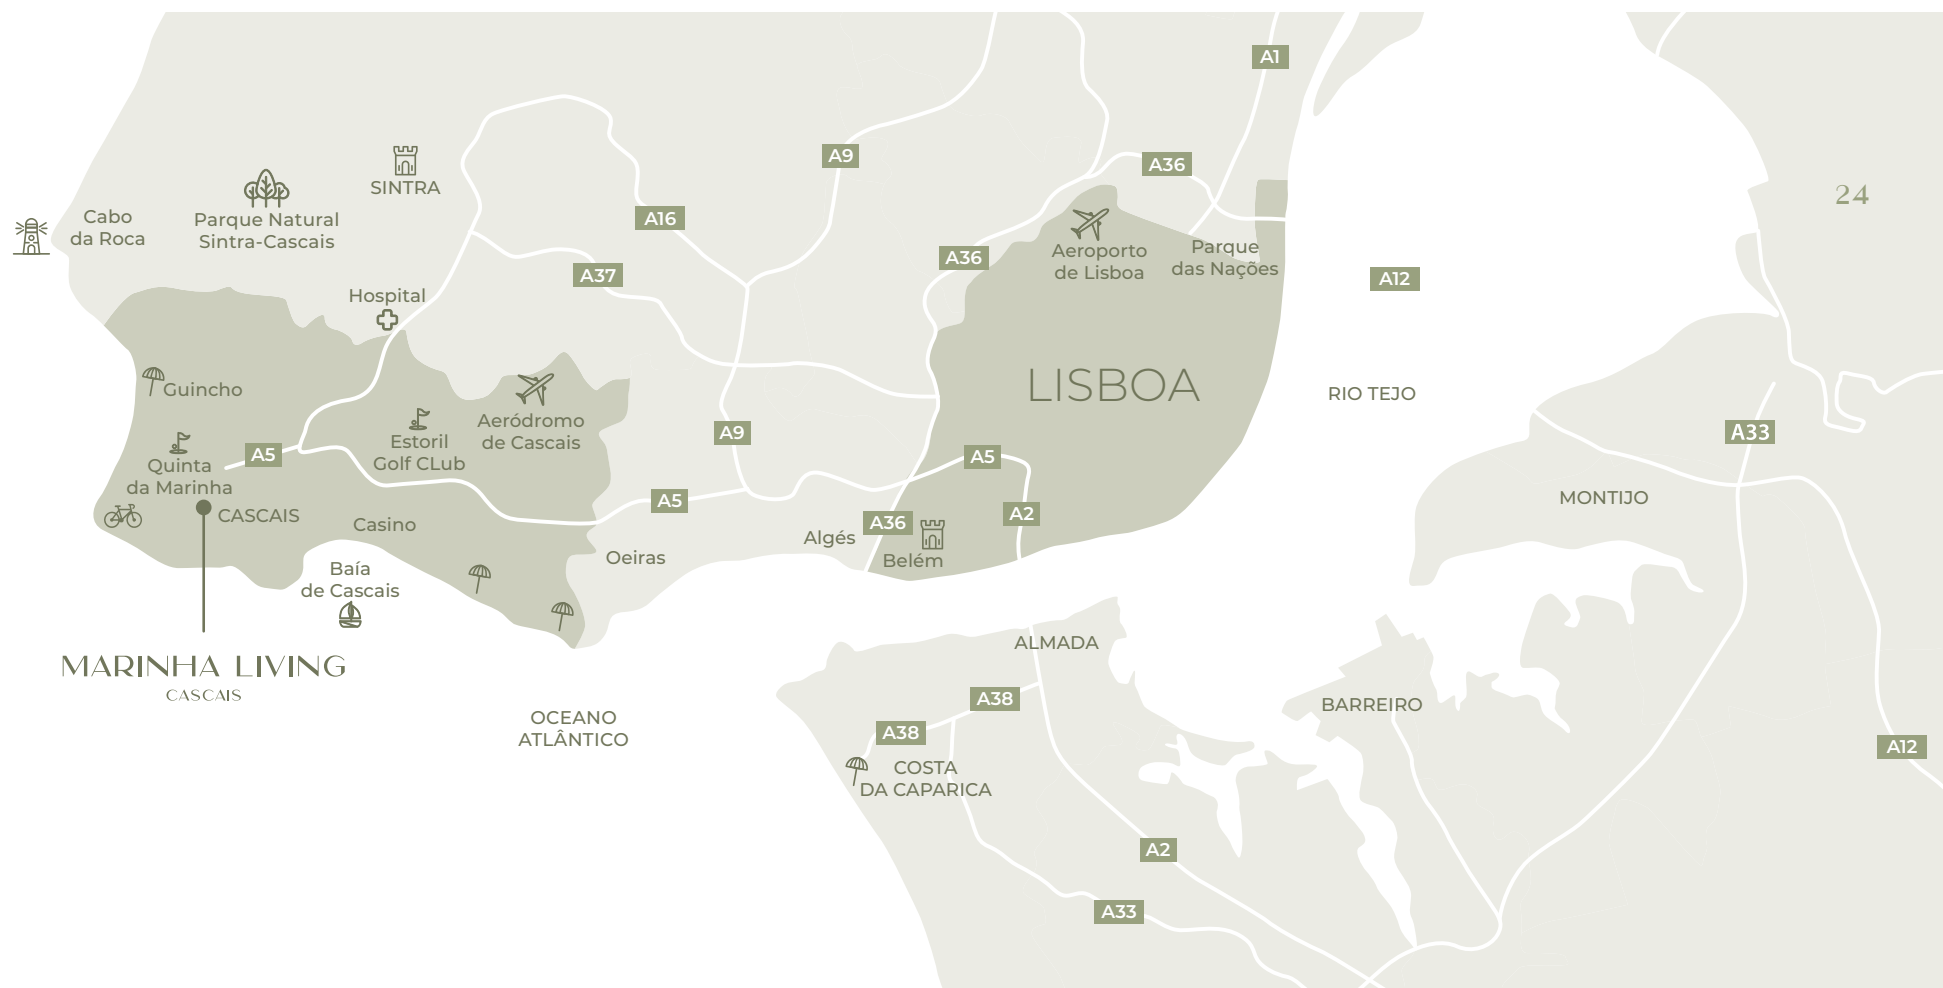 A1
A9
A36
SINTRA
24
Cabo
da Roca
Parque Natural
Sintra-Cascais
A16
A36
Aeroporto
de Lisboa
Parque
das Nações
A37
A12
Hospital
Guincho
LISBOA
RIO TEJO
Aeródromo
de Cascais
Estoril
Golf CLub
A9
A33
A5
A5
Quinta
da Marinha
A5
MONTIJO
CASCAIS
Casino
A36
A2
Algés
Oeiras
Belém
Baía
de Cascais
ALMADA
MARINHA LIVING
CASCAIS
A38
BARREIRO
OCEANO
ATLÂNTICO
A38
A12
COSTA
DA CAPARICA
A2
A33